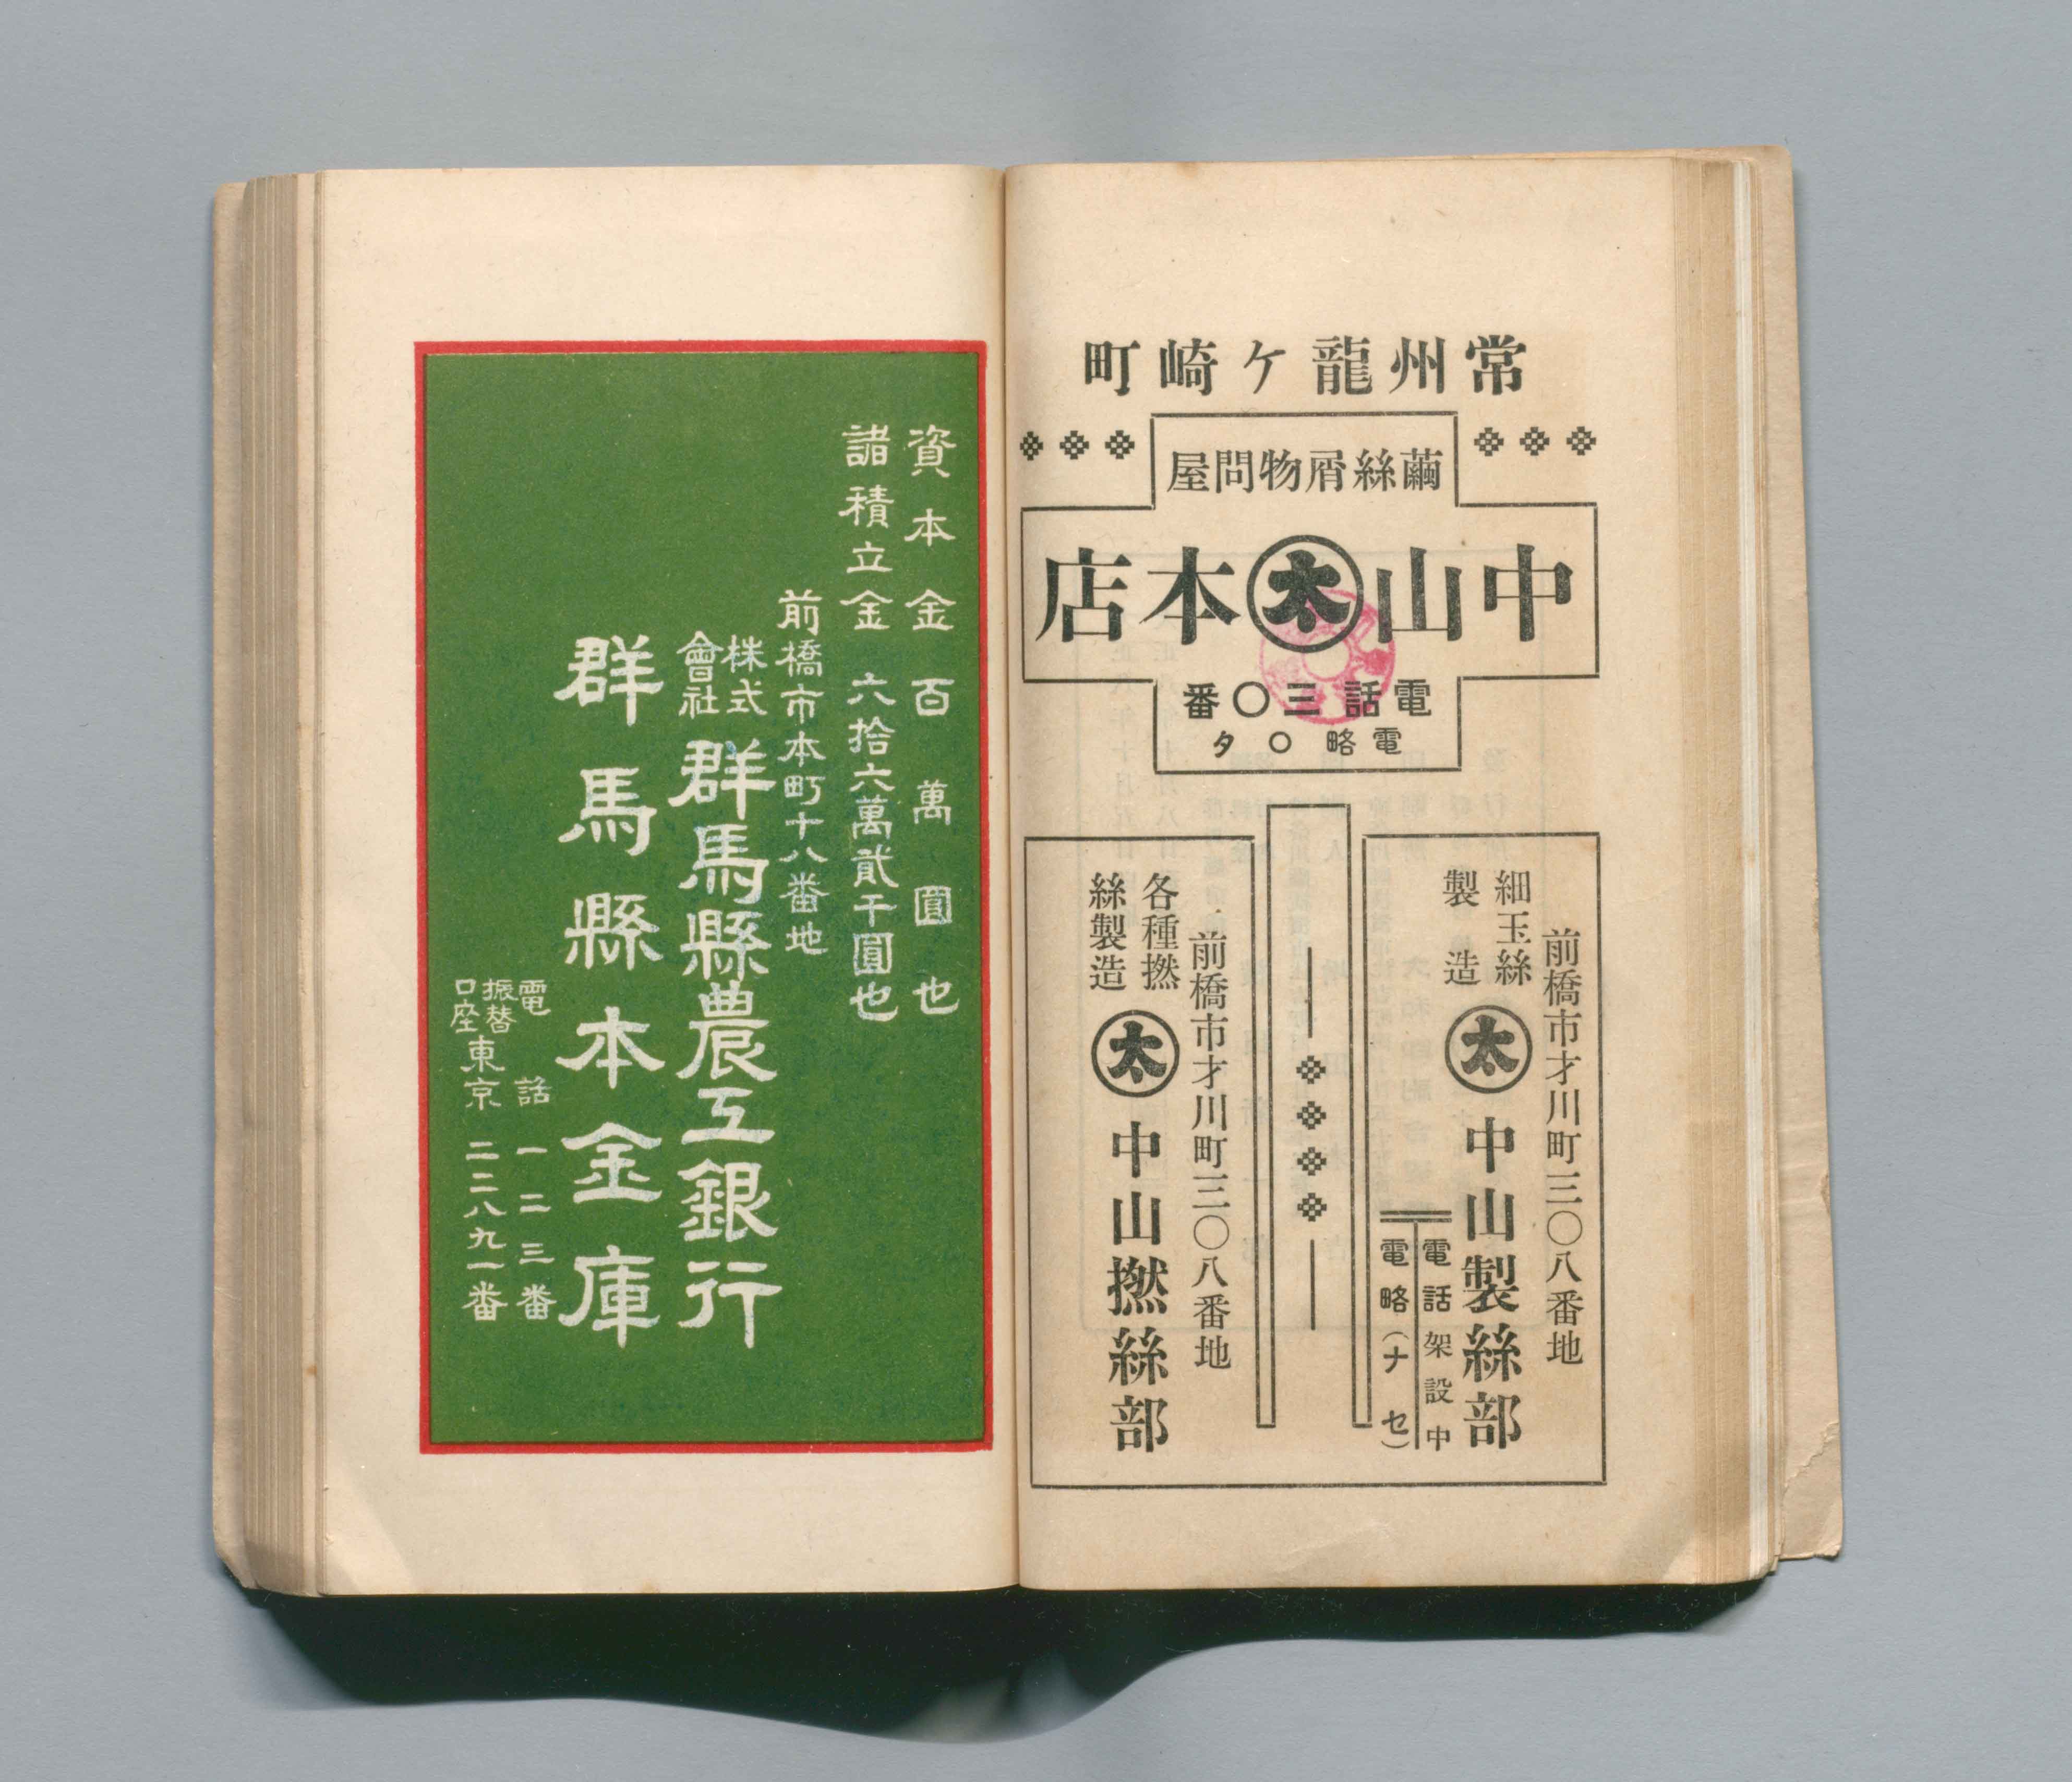 常州龍ケ崎町
繭絲屑物問屋
中山太本店
電話三〇番
電略〇タ
前橋市才川町三〇八番地
細玉絲
製造
太
中山製絲部
電話架設中
電略(ナセ)
前橋市才川町三〇八番地
各種撚
絲製造
太
中山撚絲部
資本金百萬圓也
諸積立金六拾六萬貳千圓也
前橋市本町十八番地
株式
會社
群馬縣農工銀行
群馬縣本金庫
電話一二三番
振替
口座
東京二二八九一番